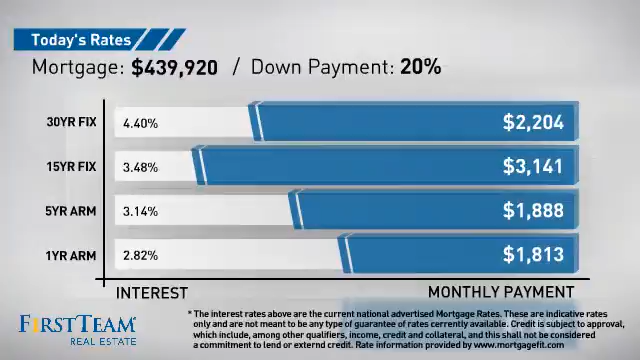 Today's Rates
Mortgage: $439,920 / Down Payment: 20%
30YR FIX 4.40% $2,204
15YR FIX 3.48% $3,141
5YR ARM 3.14% $1,888
1YR ARM 2.82% $1,813
INTEREST MONTHLY PAYMENT
FIRSTTEAM®
REAL ESTATE
* The interest rates above are the current national advertised Mortgage Rates. These are indicative rates
only and are not meant to be any type of guarantee of rates cerrently available. Credit is subject to approval,
which include, among other qualifiers, income, credit and collateral, and this shall not be considered
a commitment to lend or externd credit. Rate information provided by www.mortgagefit.com